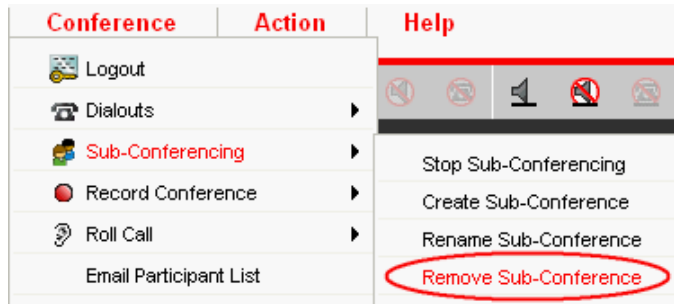 Conference Action Help
Logout
Dialouts
Sub-Conferencing
Record Conference
Roll Call
Email Participant List
Stop Sub-Conferencing
Create Sub-Conference
Rename Sub-Conference
Remove Sub-Conference